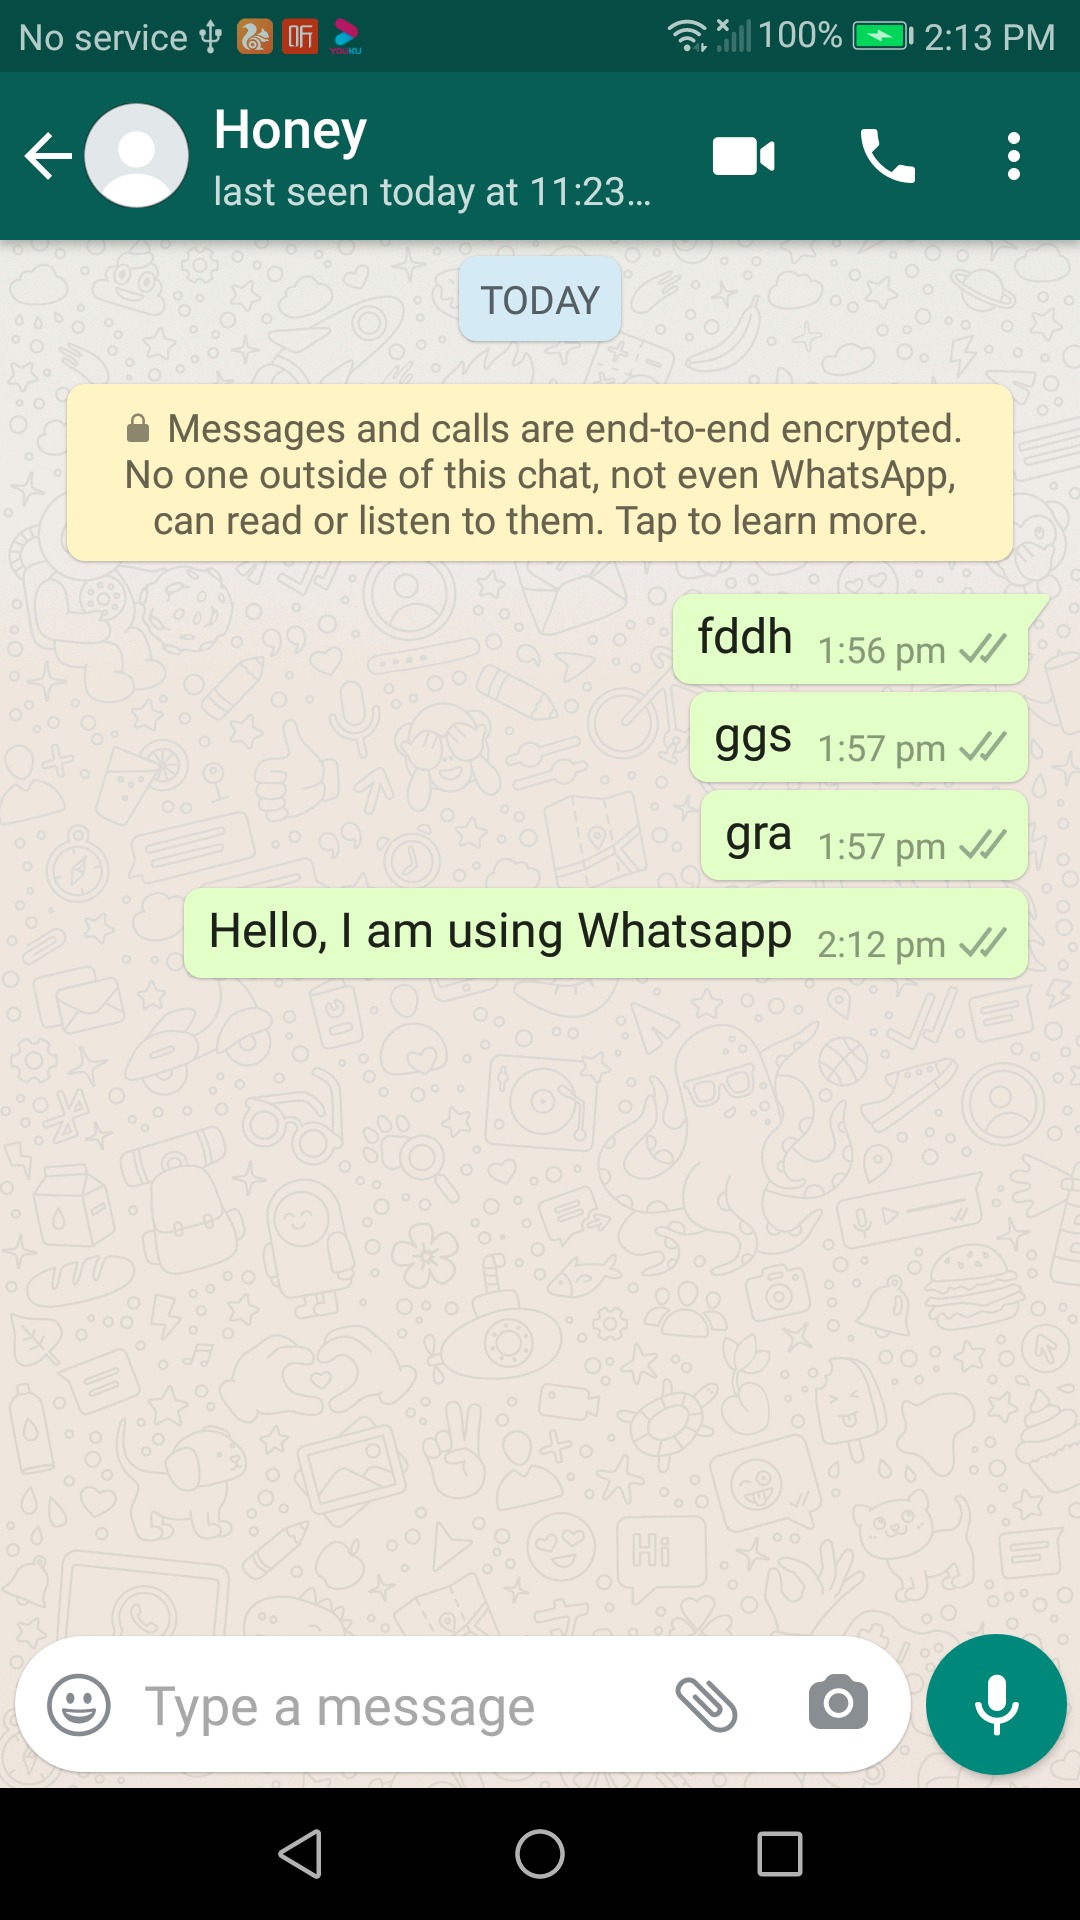 No service
听
YOUKU
100%
2:13 PM
Honey
last seen today at 11:23...
TODAY
Messages and calls are end-to-end encrypted.
No one outside of this chat, not even WhatsApp,
can read or listen to them. Tap to learn more.
fddh 1:56 pm
ggs 1:57 pm
gra 1:57 pm
Hello, I am using Whatsapp 2:12 pm
Hi
Type a message